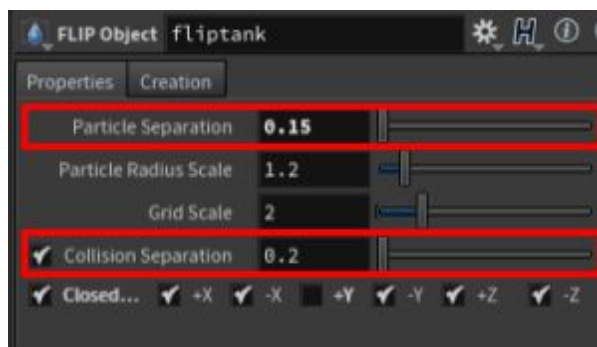 FLIP Object fliptank
Properties Creation
Particle Separation 0.15
Particle Radius Scale 1.2
Grid Scale 2
Collision Separation 0.2
Closed... +X -X +Y -Y +Z -Z